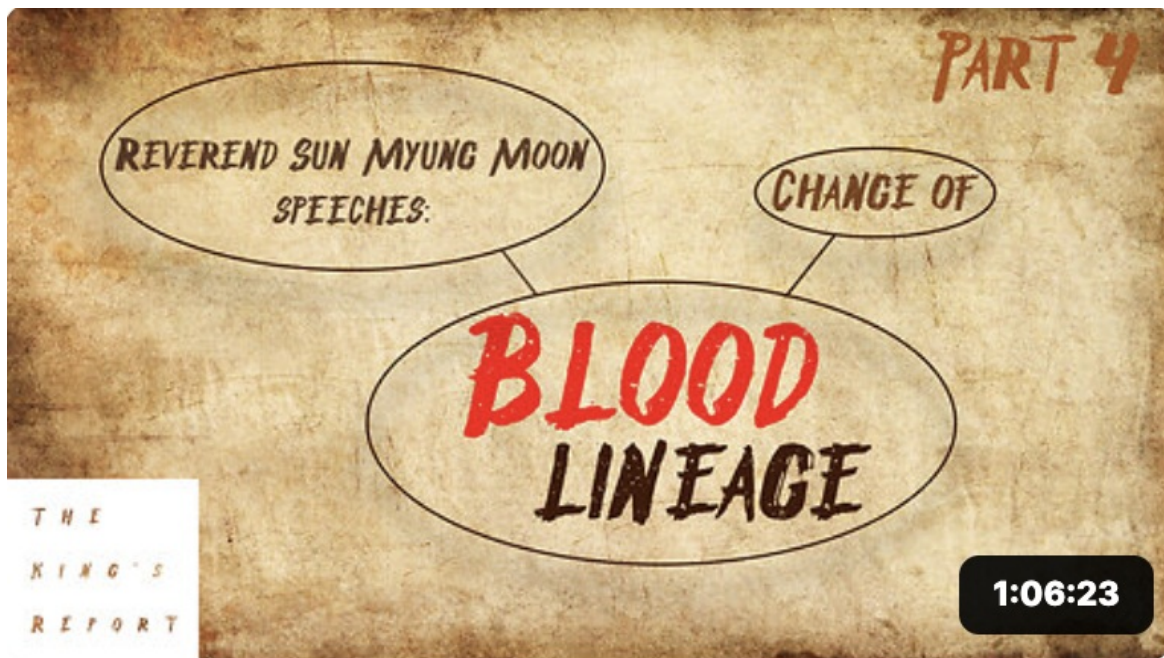 PART 4
REVEREND SUN MYUNG MOON
SPEECHES:
CHANGE OF
BLOOD
LINEAGE
THE
KING'S
REPORT
1:06:23